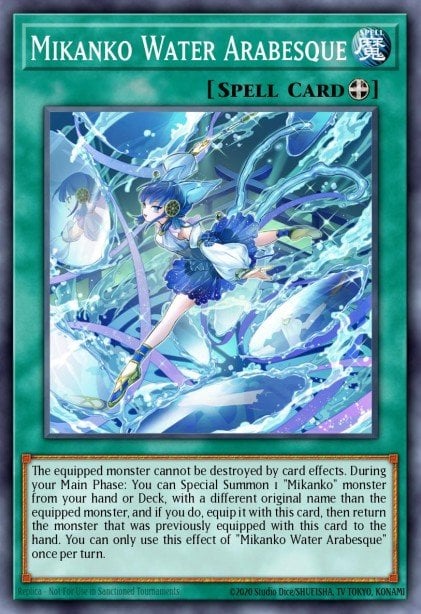 Mikanko Water Arabesque
SPELL
魔
[Spell Card]
The equipped monster cannot be destroyed by card effects. During
your Main Phase: You can Special Summon 1 "Mikanko" monster
from your hand or Deck, with a different original name than the
equipped monster, and if you do, equip it with this card, then return
the monster that was previously equipped with this card to the
hand. You can only use this effect of "Mikanko Water Arabesque"
once per turn.
Replica - Not For Use in Sanctioned Tournaments
©2020 Studio Dice/SHUEISHA, TV TOKYO, KONAMI